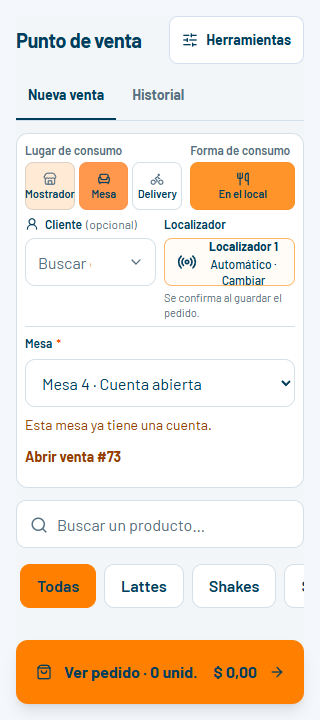 Punto de venta
Herramientas
Nueva venta
Historial
Lugar de consumo
Forma de consumo
Mostrador
Mesa
Delivery
En el local
Cliente (opcional)
Localizador
Buscar
Localizador 1
Automático ·
Cambiar
Se confirma al guardar el
pedido.
Mesa *
Mesa 4 · Cuenta abierta
Esta mesa ya tiene una cuenta.
Abrir venta #73
Buscar un producto...
Todas
Lattes
Shakes
Ver pedido · 0 unid.
$ 0,00